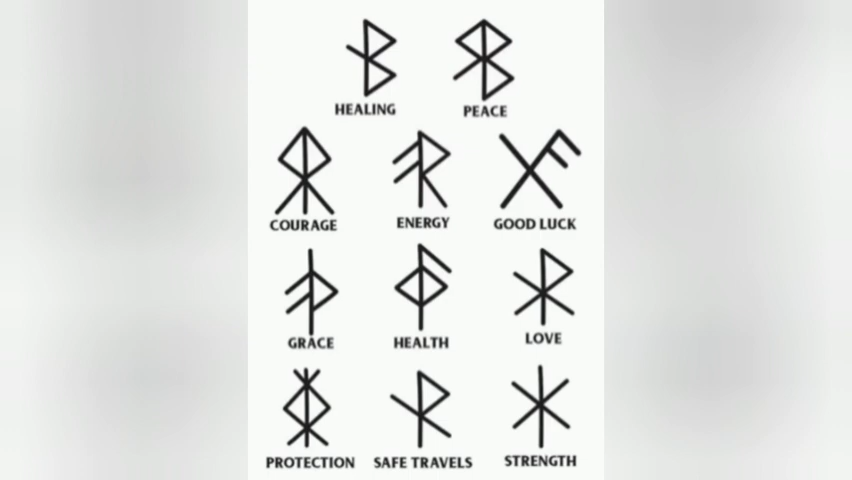 HEALING PEACE
COURAGE ENERGY GOOD LUCK
GRACE HEALTH LOVE
PROTECTION SAFE TRAVELS STRENGTH